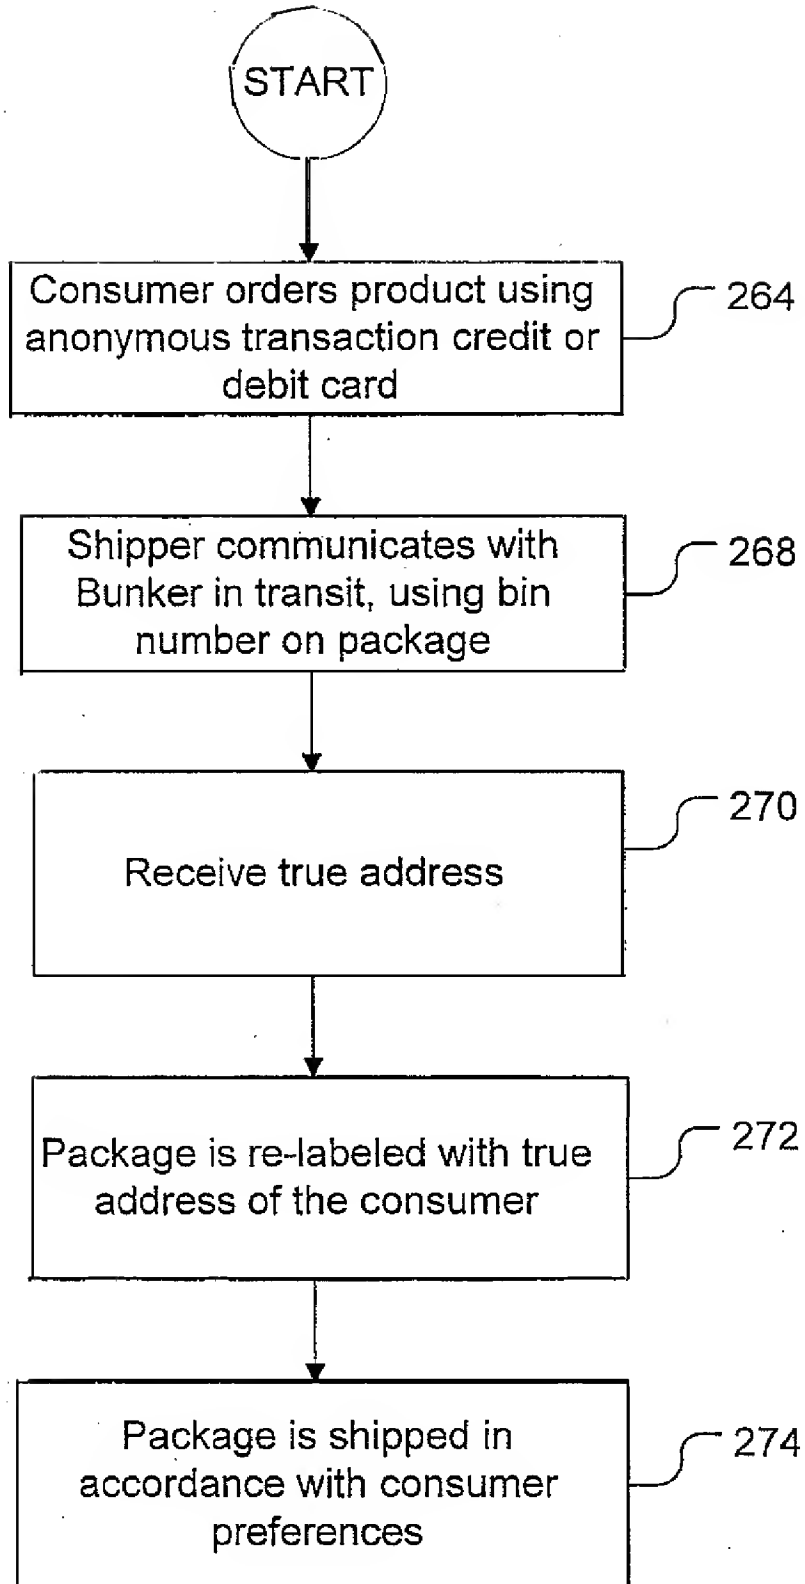 START
Consumer orders product using
anonymous transaction credit or
debit card
264
Shipper communicates with
Bunker in transit, using bin
number on package
268
Receive true address
270
Package is re-labeled with true
address of the consumer
272
Package is shipped in
accordance with consumer
preferences
274